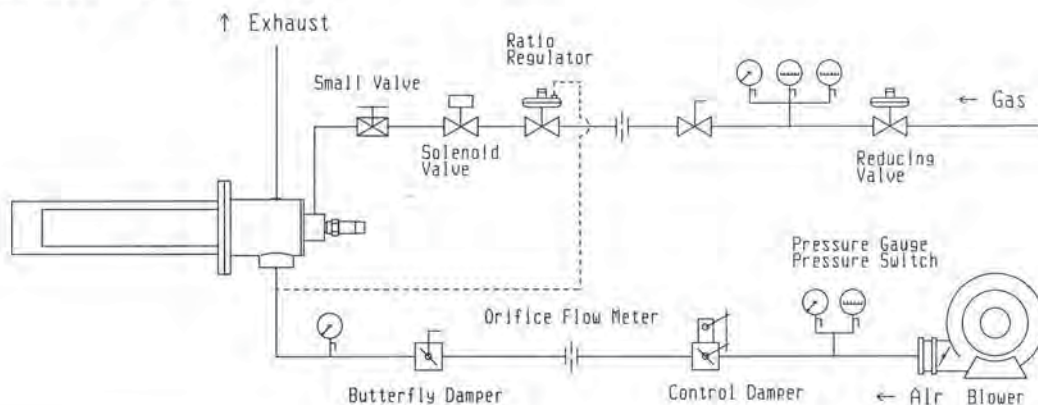 ↑ Exhaust
Ratio
Regulator
Small Valve
← Gas
Solenoid
Valve
Reducing
Valve
Pressure Gauge
Pressure Switch
Orifice Flow Meter
Butterfly Damper
Control Damper
← Air
Blower